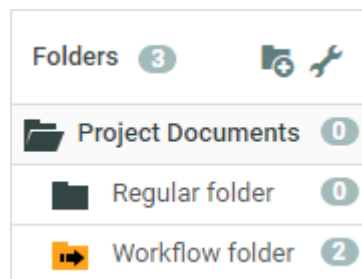 Folders 3
Project Documents 0
Regular folder 0
Workflow folder 2